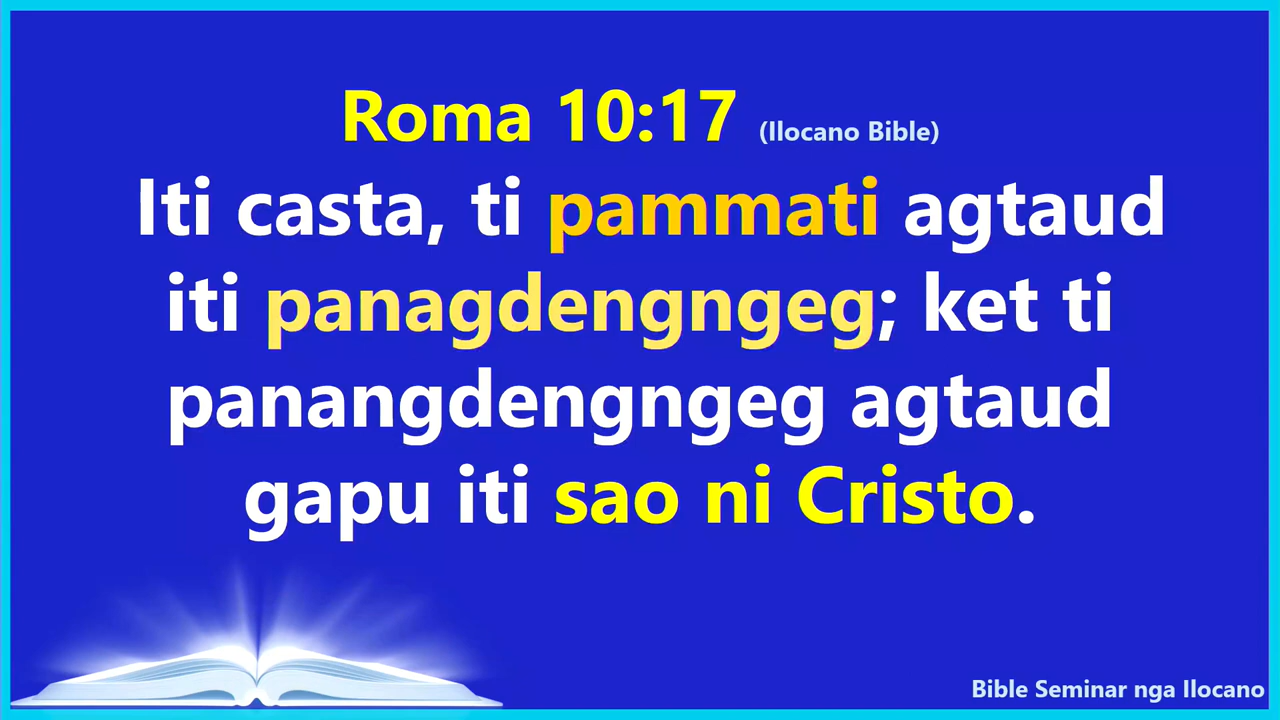 Roma 10:17 (Ilocano Bible)
Iti casta, ti pammati agtaud
iti panagdengngeg; ket ti
panangdengngeg agtaud
gapu iti sao ni Cristo.
Bible Seminar nga Ilocano